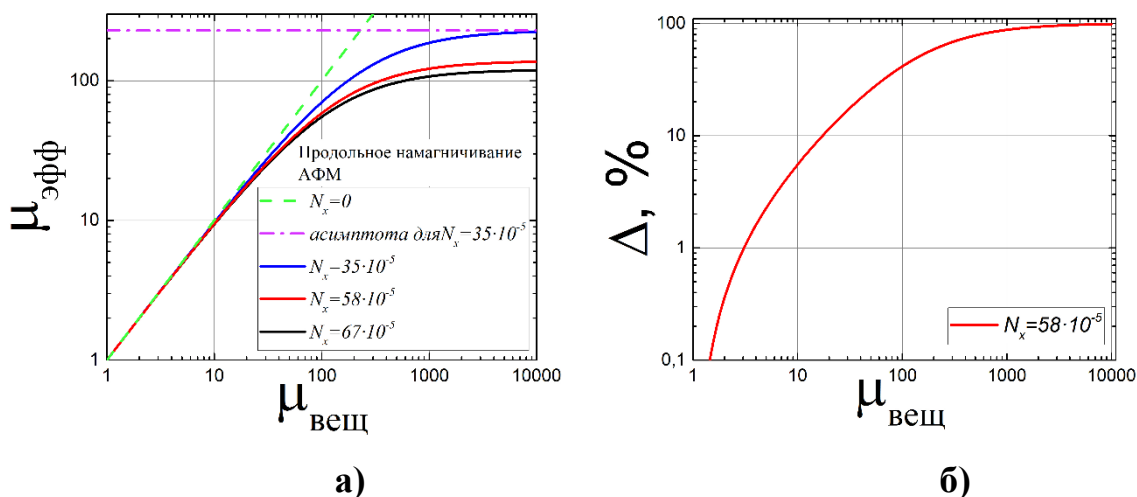 μэфф
100
10
1
1
10
100
1000
10000
μвещ
Продольное намагничивание
АФМ
Nx=0
асимптота дляNx=35·10-5
Nx=35·10-5
Nx=58·10-5
Nx=67·10-5
а)
Δ, %
100
10
1
0,1
1
10
100
1000
10000
μвещ
Nx=58·10-5
б)